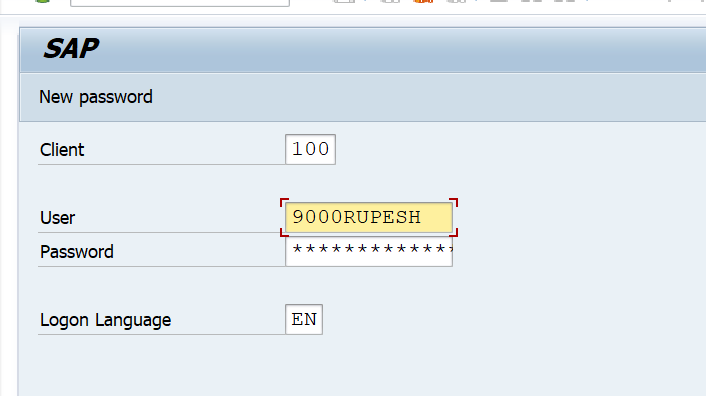 SAP
New password
Client 100
User 9000RUPESH
Password *************
Logon Language EN